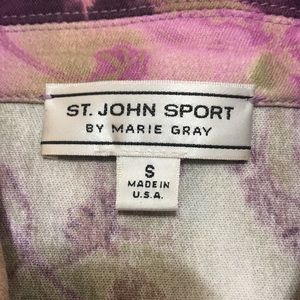 ST. JOHN SPORT
BY MARIE GRAY
S
MADE IN
U.S.A.